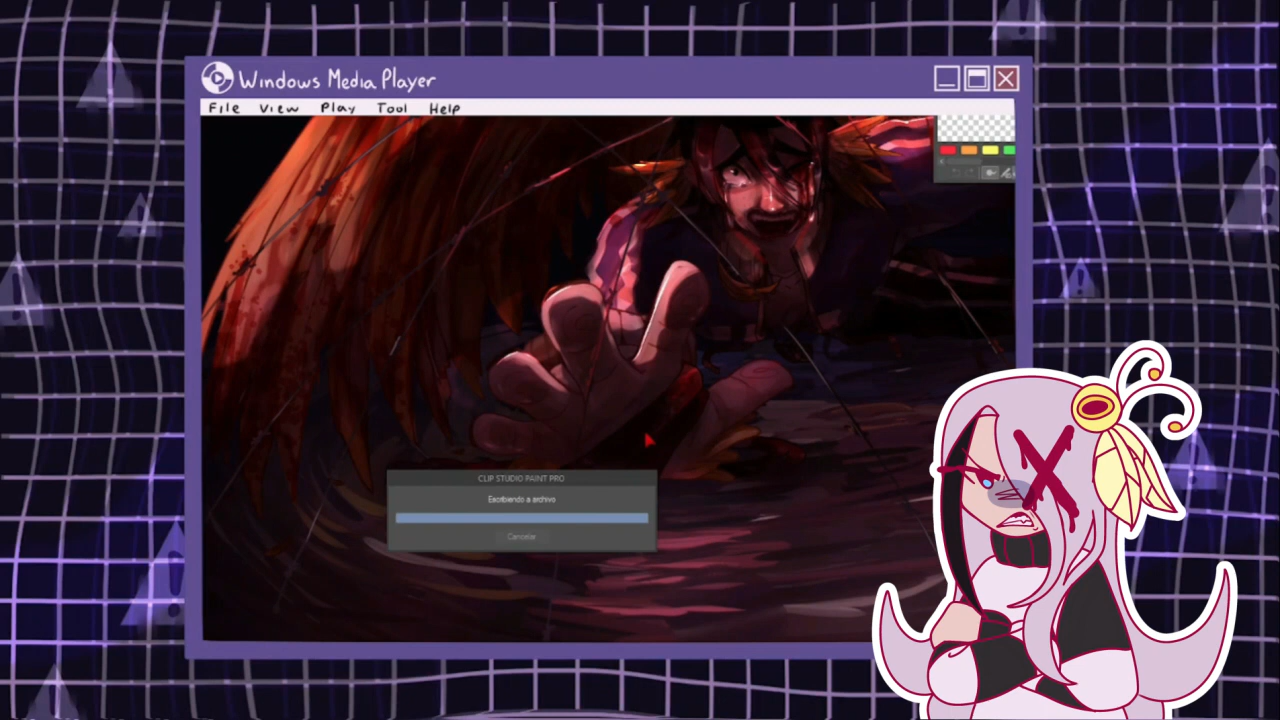 Windows Media Player
File View Play Tool Help
CLIP STUDIO PAINT PRO
Escribiendo a archivo
Cancelar